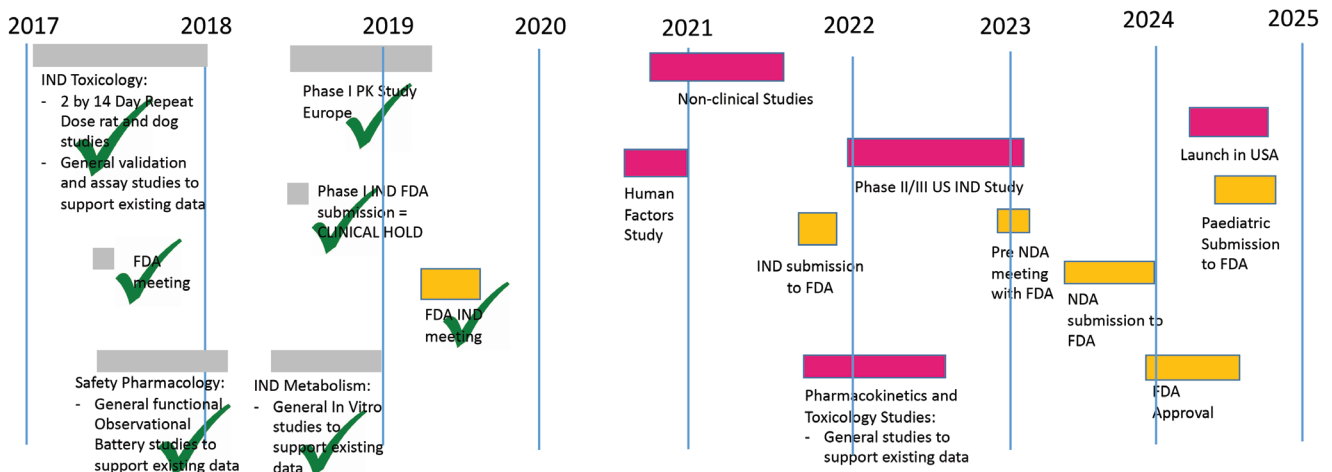 2017
2018
2019
2020
2021
2022
2023
2024
2025
IND Toxicology:
- 2 by 14 Day Repeat
Dose rat and dog
studies
- General validation
and assay studies to
support existing data
FDA
meeting
Safety Pharmacology:
- General functional
Observational
Battery studies to
support existing data
Phase I PK Study
Europe
Phase I IND FDA
submission =
CLINICAL HOLD
FDA IND
meeting
IND Metabolism:
- General In Vitro
studies to
support existing
data
Non-clinical Studies
Human
Factors
Study
Phase II/III US IND Study
IND submission
to FDA
Pharmacokinetics and
Toxicology Studies:
- General studies to
support existing data
Pre NDA
meeting
with FDA
NDA
submission to
FDA
FDA
Approval
Launch in USA
Paediatric
Submission
to FDA